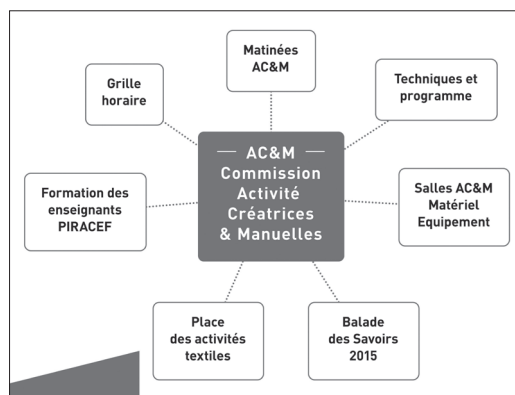 Matinées
AC&M
Grille
horaire
Techniques et
programme
— AC&M —
Commission
Activité
Créatrices
& Manuelles
Formation des
enseignants
PIRACEF
Salles AC&M
Matériel
Equipement
Place
des activités
textiles
Balade
des Savoirs
2015